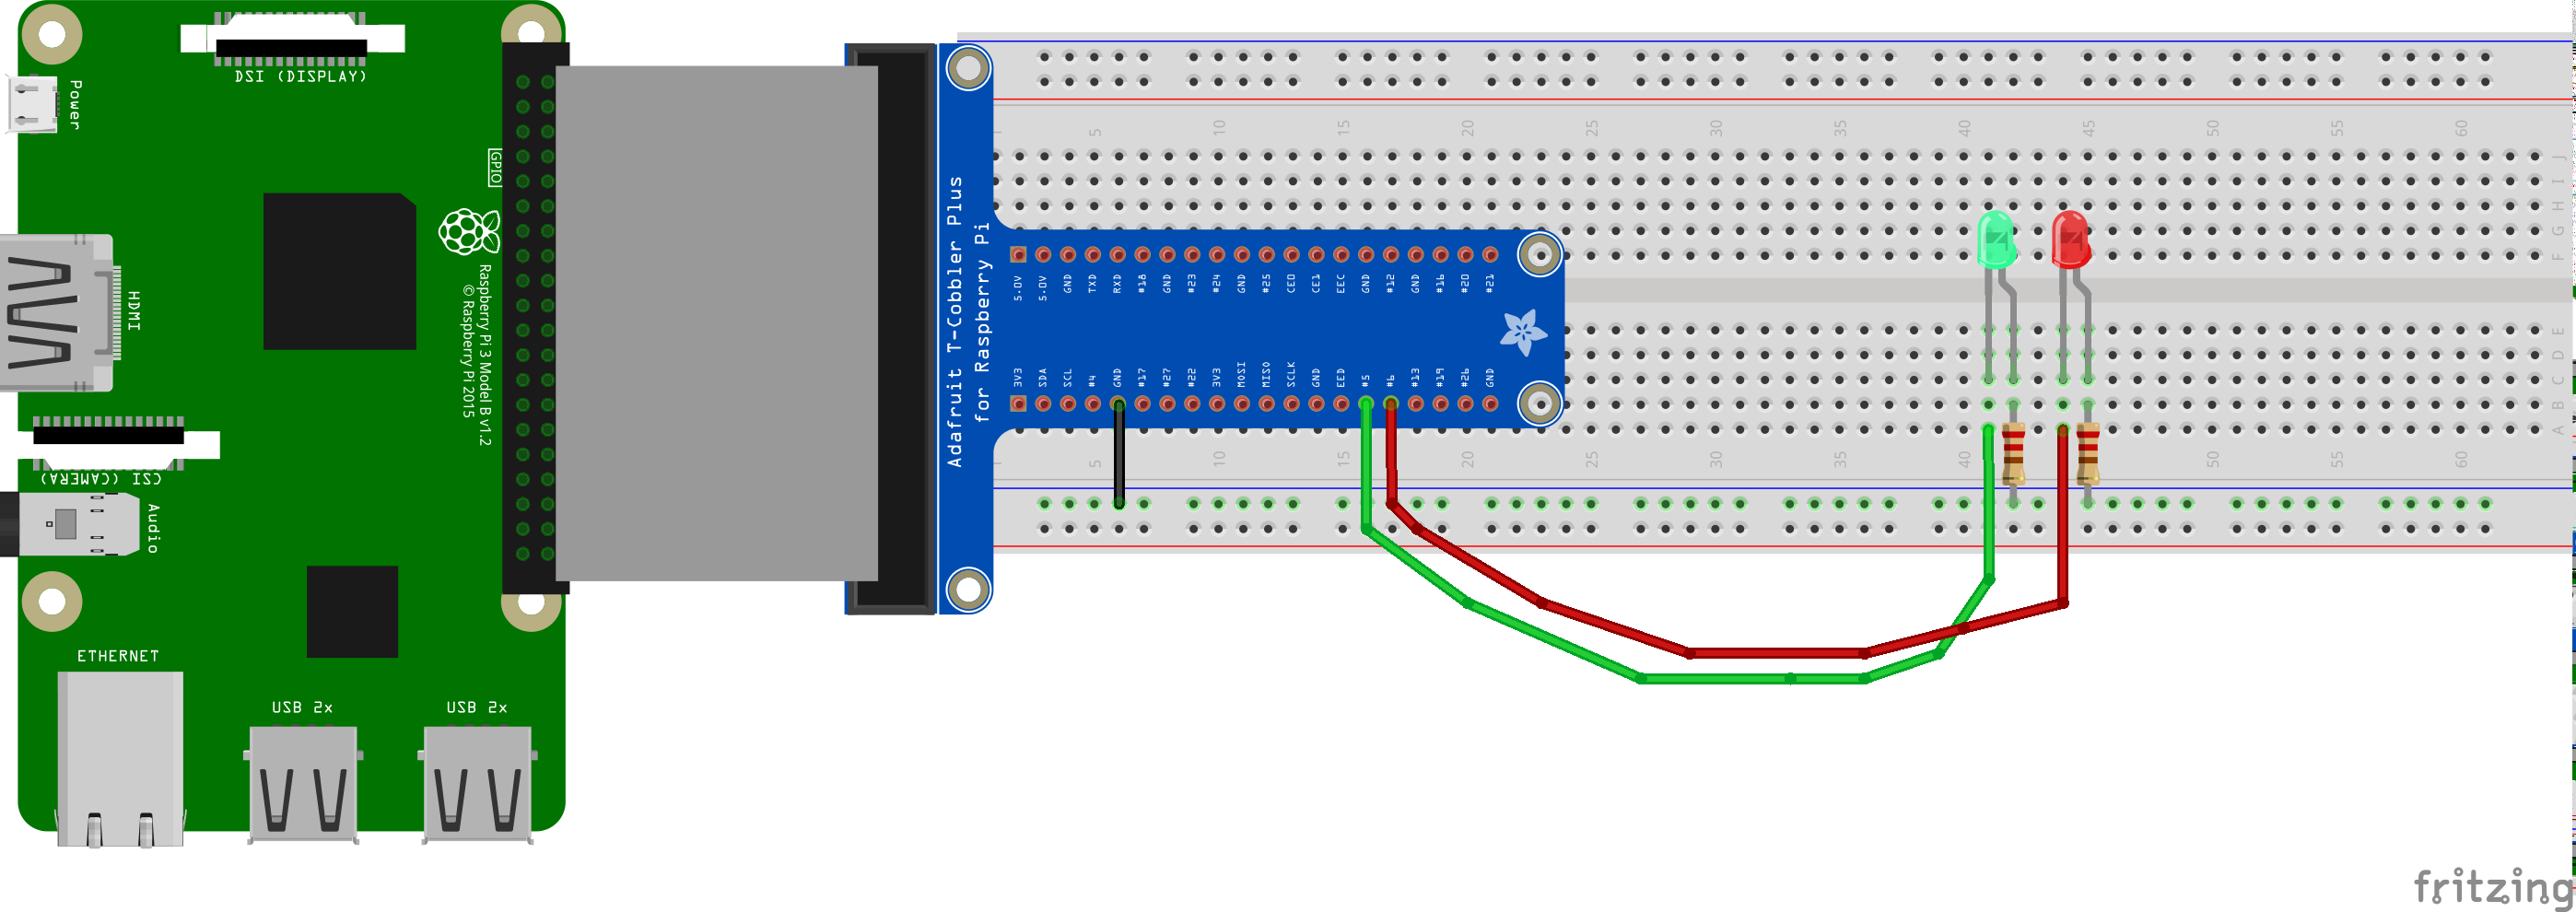 DSI (DISPLAY)
Power
GPIO
HDMI
Raspberry Pi 3 Model B v1.2
© Raspberry Pi 2015
CSI (CAMERA)
Audio
ETHERNET
USB 2x
USB 2x
Adafruit T-Cobbler Plus
for Raspberry Pi
5.0V 5.0V GND TXD RXD #18 GND #23 #24 GND #25 CE0 CE1 EEC GND #12 GND #16 #20 #21
3V3 SDA SCL #4 GND #17 #27 #22 3V3 MOSI MISO SCLK GND EED #5 #6 #13 #19 #26 GND
1 5 10 15 20 25 30 35 40 45 50 55 60
J
I
H
G
F
E
D
C
B
A
1 5 10 15 20 25 30 35 40 45 50 55 60
fritzing